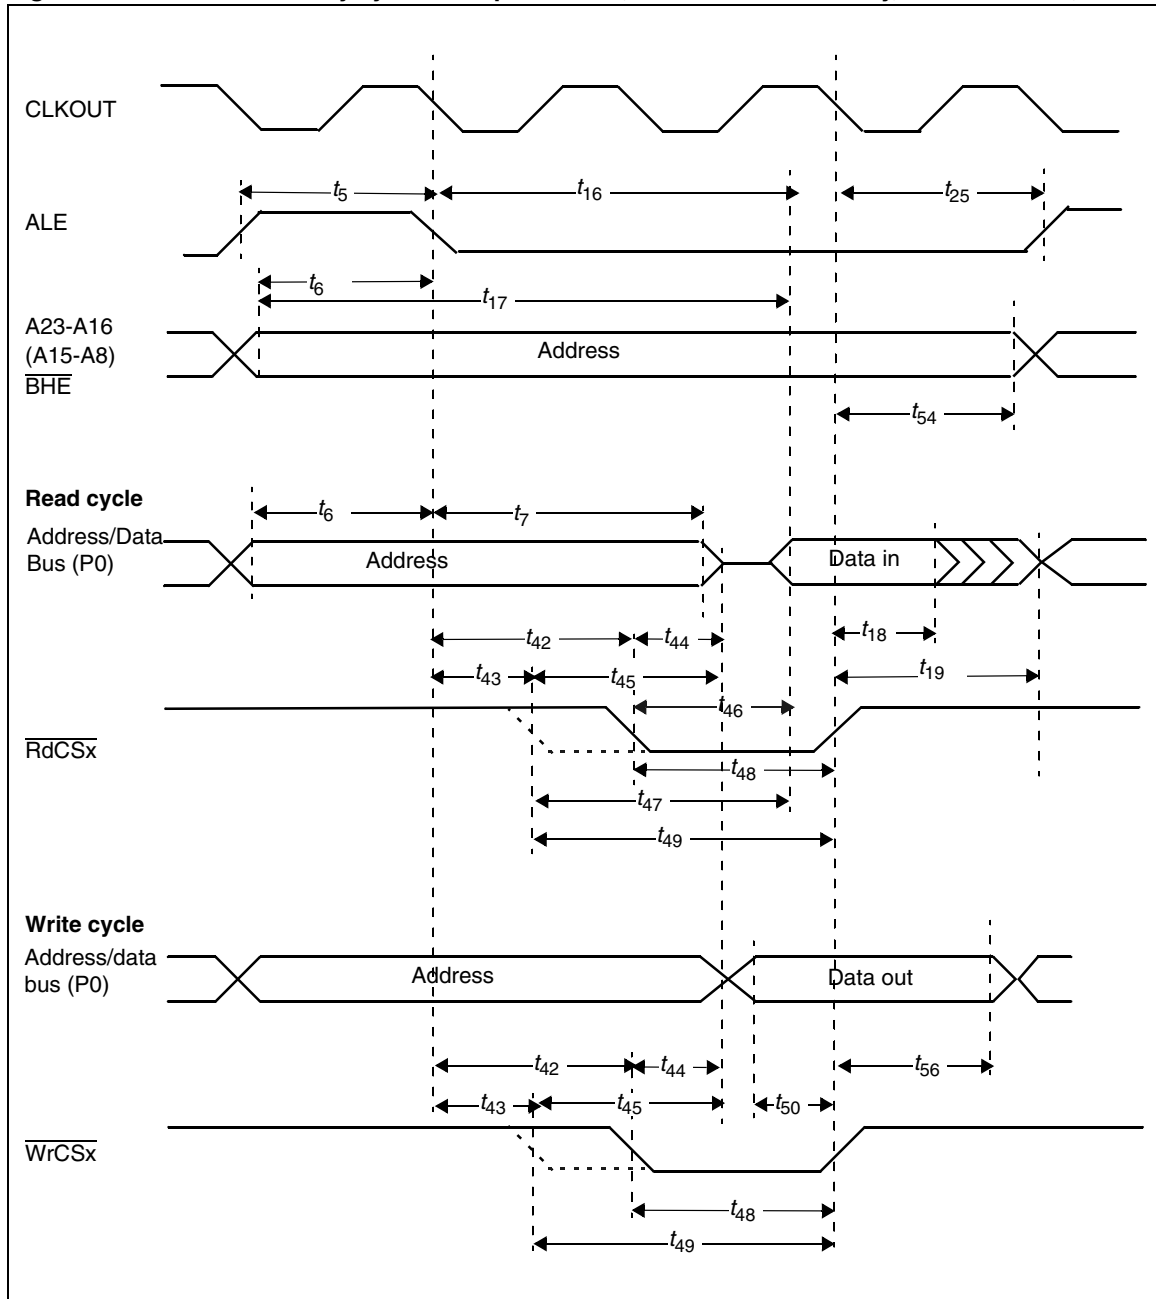 CLKOUT
t5
t16
t25
ALE
t6
t17
A23-A16
(A15-A8)
BHE
Address
t54
Read cycle
t6
t7
Address/Data
Bus (P0)
Address
Data in
t42
t44
t18
t43
t45
t19
t46
RdCSx
t48
t47
t49
Write cycle
Address/data
bus (P0)
Address
Data out
t42
t44
t56
t43
t45
t50
WrCSx
t48
t49